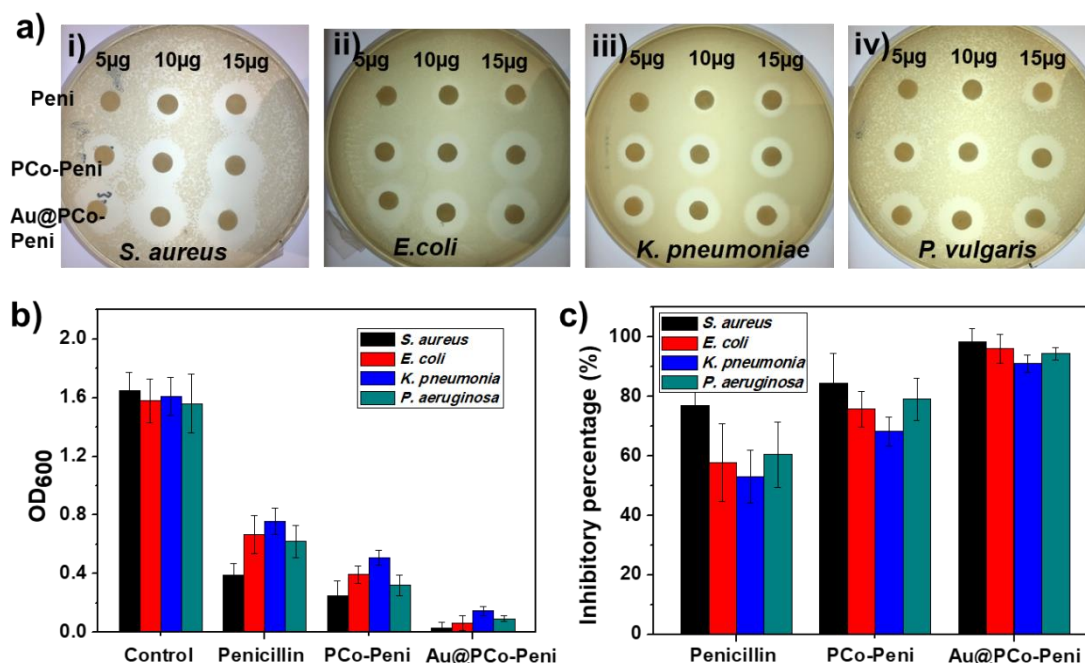 a)
i) ii) iii) iv)
5µg 10µg 15µg 5µg 10µg 15µg 5µg 10µg 15µg 5µg 10µg 15µg
Peni
PCo-Peni
Au@PCo-
Peni
S. aureus E.coli K. pneumoniae P. vulgaris
b)
2.0
1.6
1.2
0.8
0.4
0.0
OD600
S. aureus
E. coli
K. pneumonia
P. aeruginosa
Control Penicillin PCo-Peni Au@PCo-Peni
c)
100
80
60
40
20
0
Inhibitory percentage (%)
S. aureus
E. coli
K. pneumonia
P. aeruginosa
Penicillin PCo-Peni Au@PCo-Peni